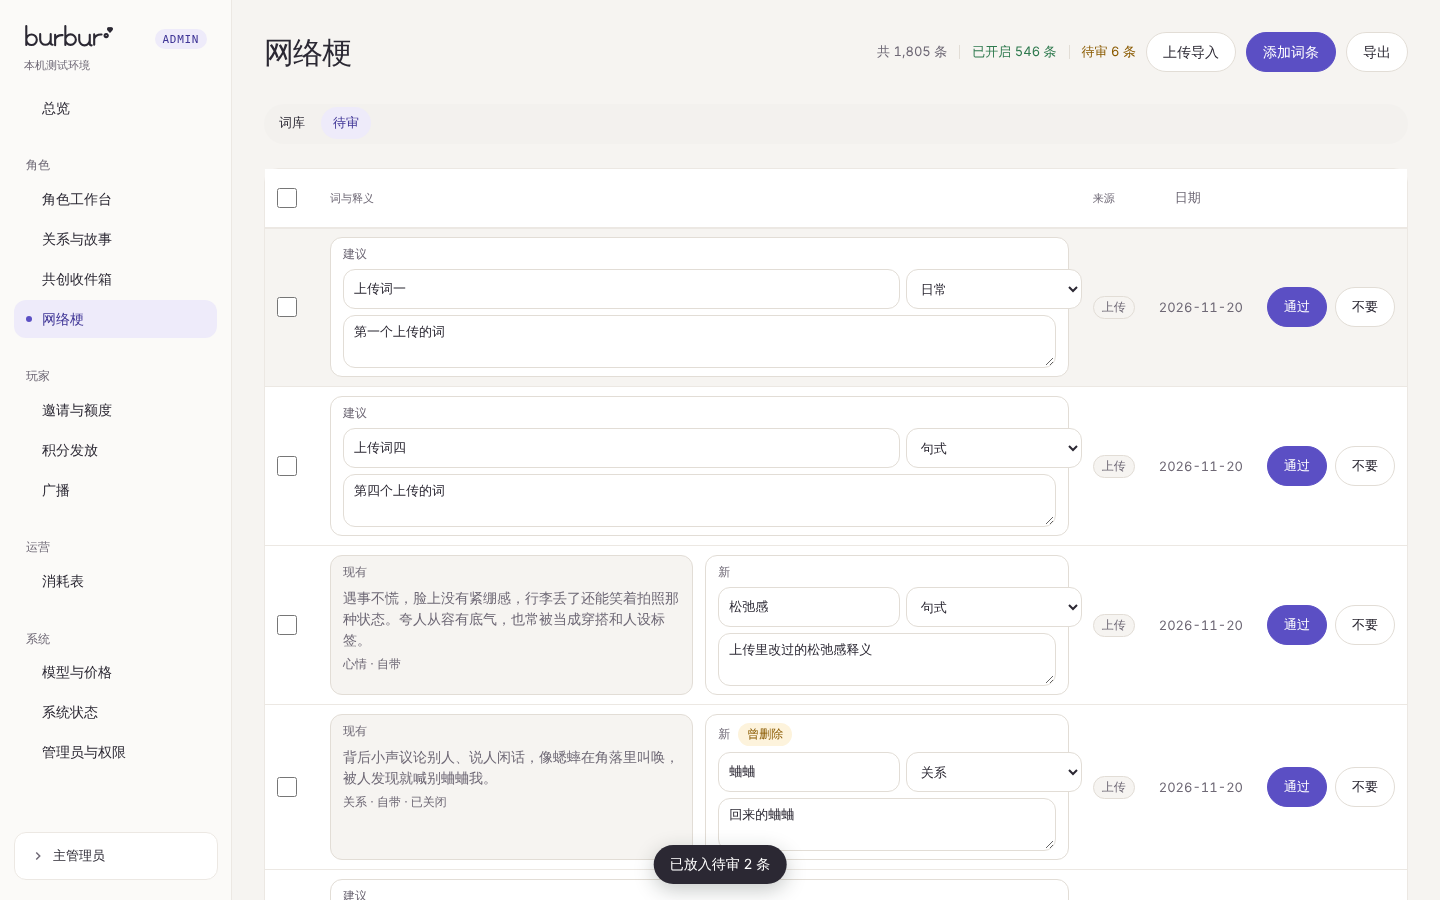 burbur
ADMIN
本机测试环境
总览
角色
角色工作台
关系与故事
共创收件箱
网络梗
玩家
邀请与额度
积分发放
广播
运营
消耗表
系统
模型与价格
系统状态
管理员与权限
主管理员
网络梗
共 1,805 条
已开启 546 条
待审 6 条
上传导入
添加词条
导出
词库
待审
词与释义
来源
日期
建议
上传词一
日常
第一个上传的词
上传
2026-11-20
通过
不要
建议
上传词四
句式
第四个上传的词
上传
2026-11-20
通过
不要
现有
遇事不慌，脸上没有紧绷感，行李丢了还能笑着拍照那
种状态。夸人从容有底气，也常被当成穿搭和人设标
签。
心情 · 自带
新
松弛感
句式
上传里改过的松弛感释义
上传
2026-11-20
通过
不要
现有
背后小声议论别人、说人闲话，像蟋蟀在角落里叫唤，
被人发现就喊别蛐蛐我。
关系 · 自带 · 已关闭
新
曾删除
蛐蛐
关系
回来的蛐蛐
上传
2026-11-20
通过
不要
已放入待审 2 条
建议